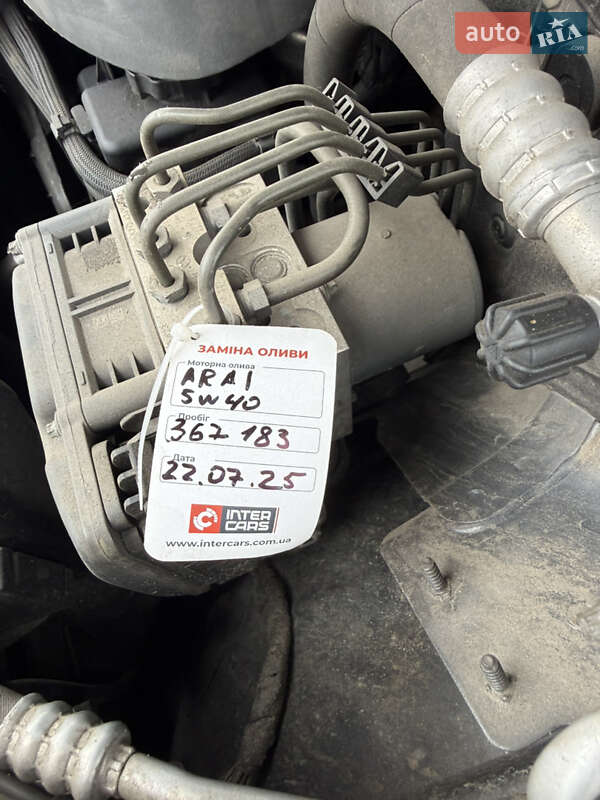 auto RIA
.com
ЗАМІНА ОЛИВИ
Моторна олива
ARAI
5W40
Пробіг
367 183
Дата
22.07.25
INTER
CARS
www.intercars.com.ua